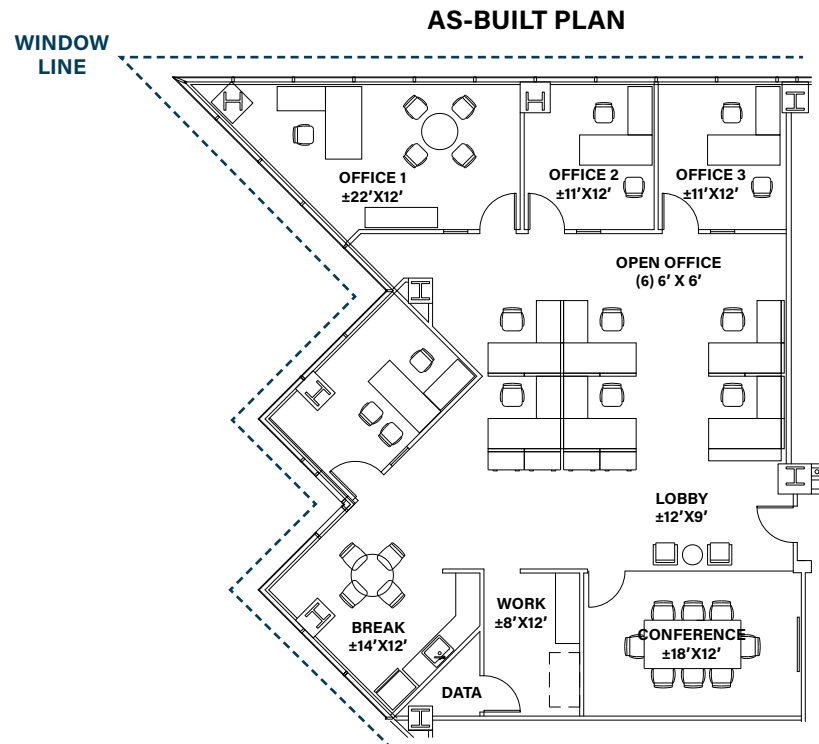 AS-BUILT PLAN
WINDOW
LINE
OFFICE 1
±22'X12'
OFFICE 2
±11'X12'
OFFICE 3
±11'X12'
OPEN OFFICE
(6) 6' X 6'
LOBBY
±12'X9'
WORK
±8'X12'
BREAK
±14'X12'
CONFERENCE
±18'X12'
DATA